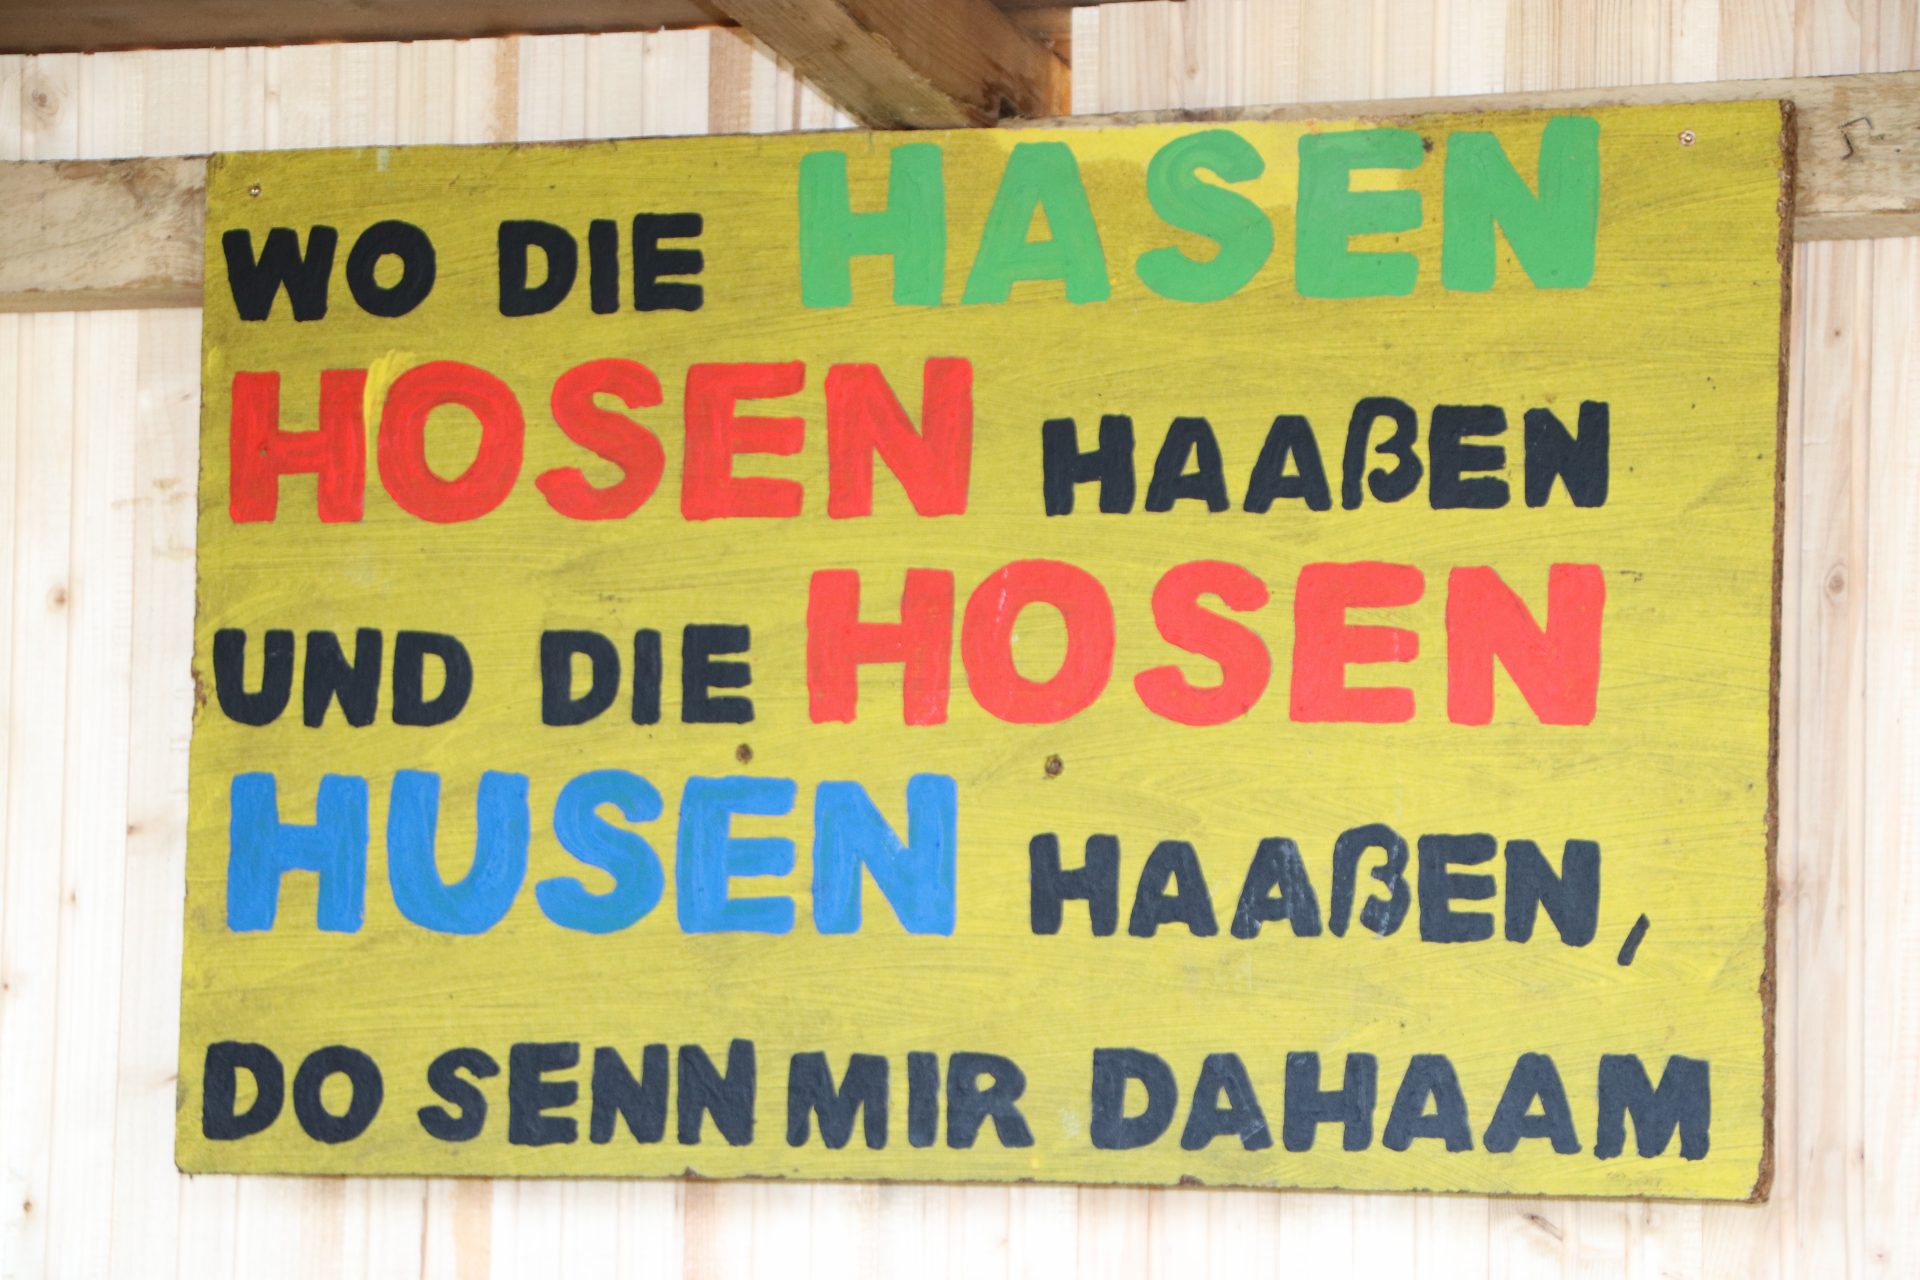 WO DIE HASEN
HOSEN HAAßEN
UND DIE HOSEN
HUSEN HAAßEN,
DO SENN MIR DAHAAM